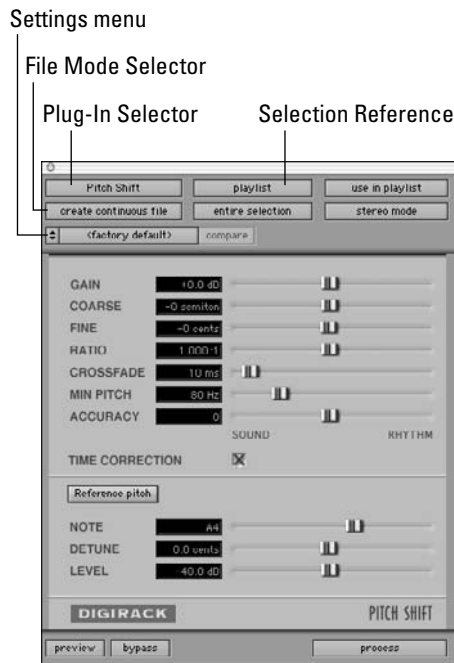 Settings menu
File Mode Selector
Plug-In Selector Selection Reference
Pitch Shift playlist use in playlist
create continuous file entire selection stereo mode
<factory default> compare
GAIN +0.0 dB
COARSE -0 semiton
FINE -0 cents
RATIO 1.000:1
CROSSFADE 10 ms
MIN PITCH 80 Hz
ACCURACY 0
SOUND RHYTHM
TIME CORRECTION
Reference pitch
NOTE A4
DETUNE 0.0 cents
LEVEL -40.0 dB
DIGIRACK PITCH SHIFT
preview bypass process